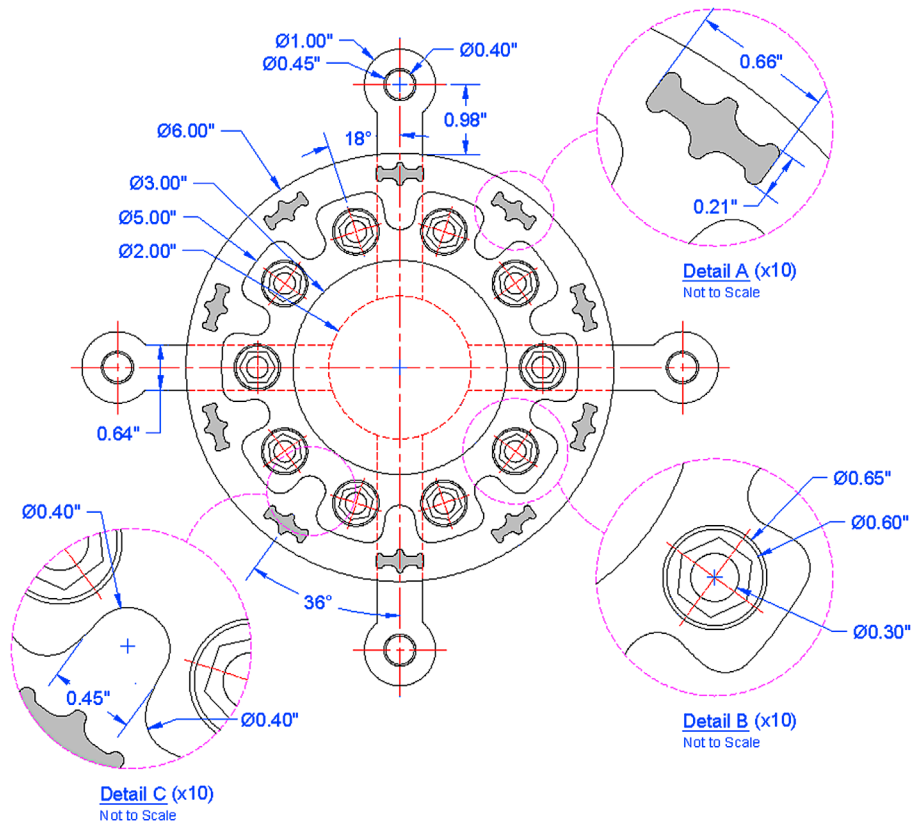 Ø1.00"
Ø0.40"
Ø0.45"
0.66"
0.98"
Ø6.00"
18°
Ø3.00"
0.21"
Ø5.00"
Ø2.00"
Detail A (x10)
Not to Scale
0.64"
Ø0.65"
Ø0.40"
Ø0.60"
36°
Ø0.30"
0.45"
Ø0.40"
Detail B (x10)
Not to Scale
Detail C (x10)
Not to Scale